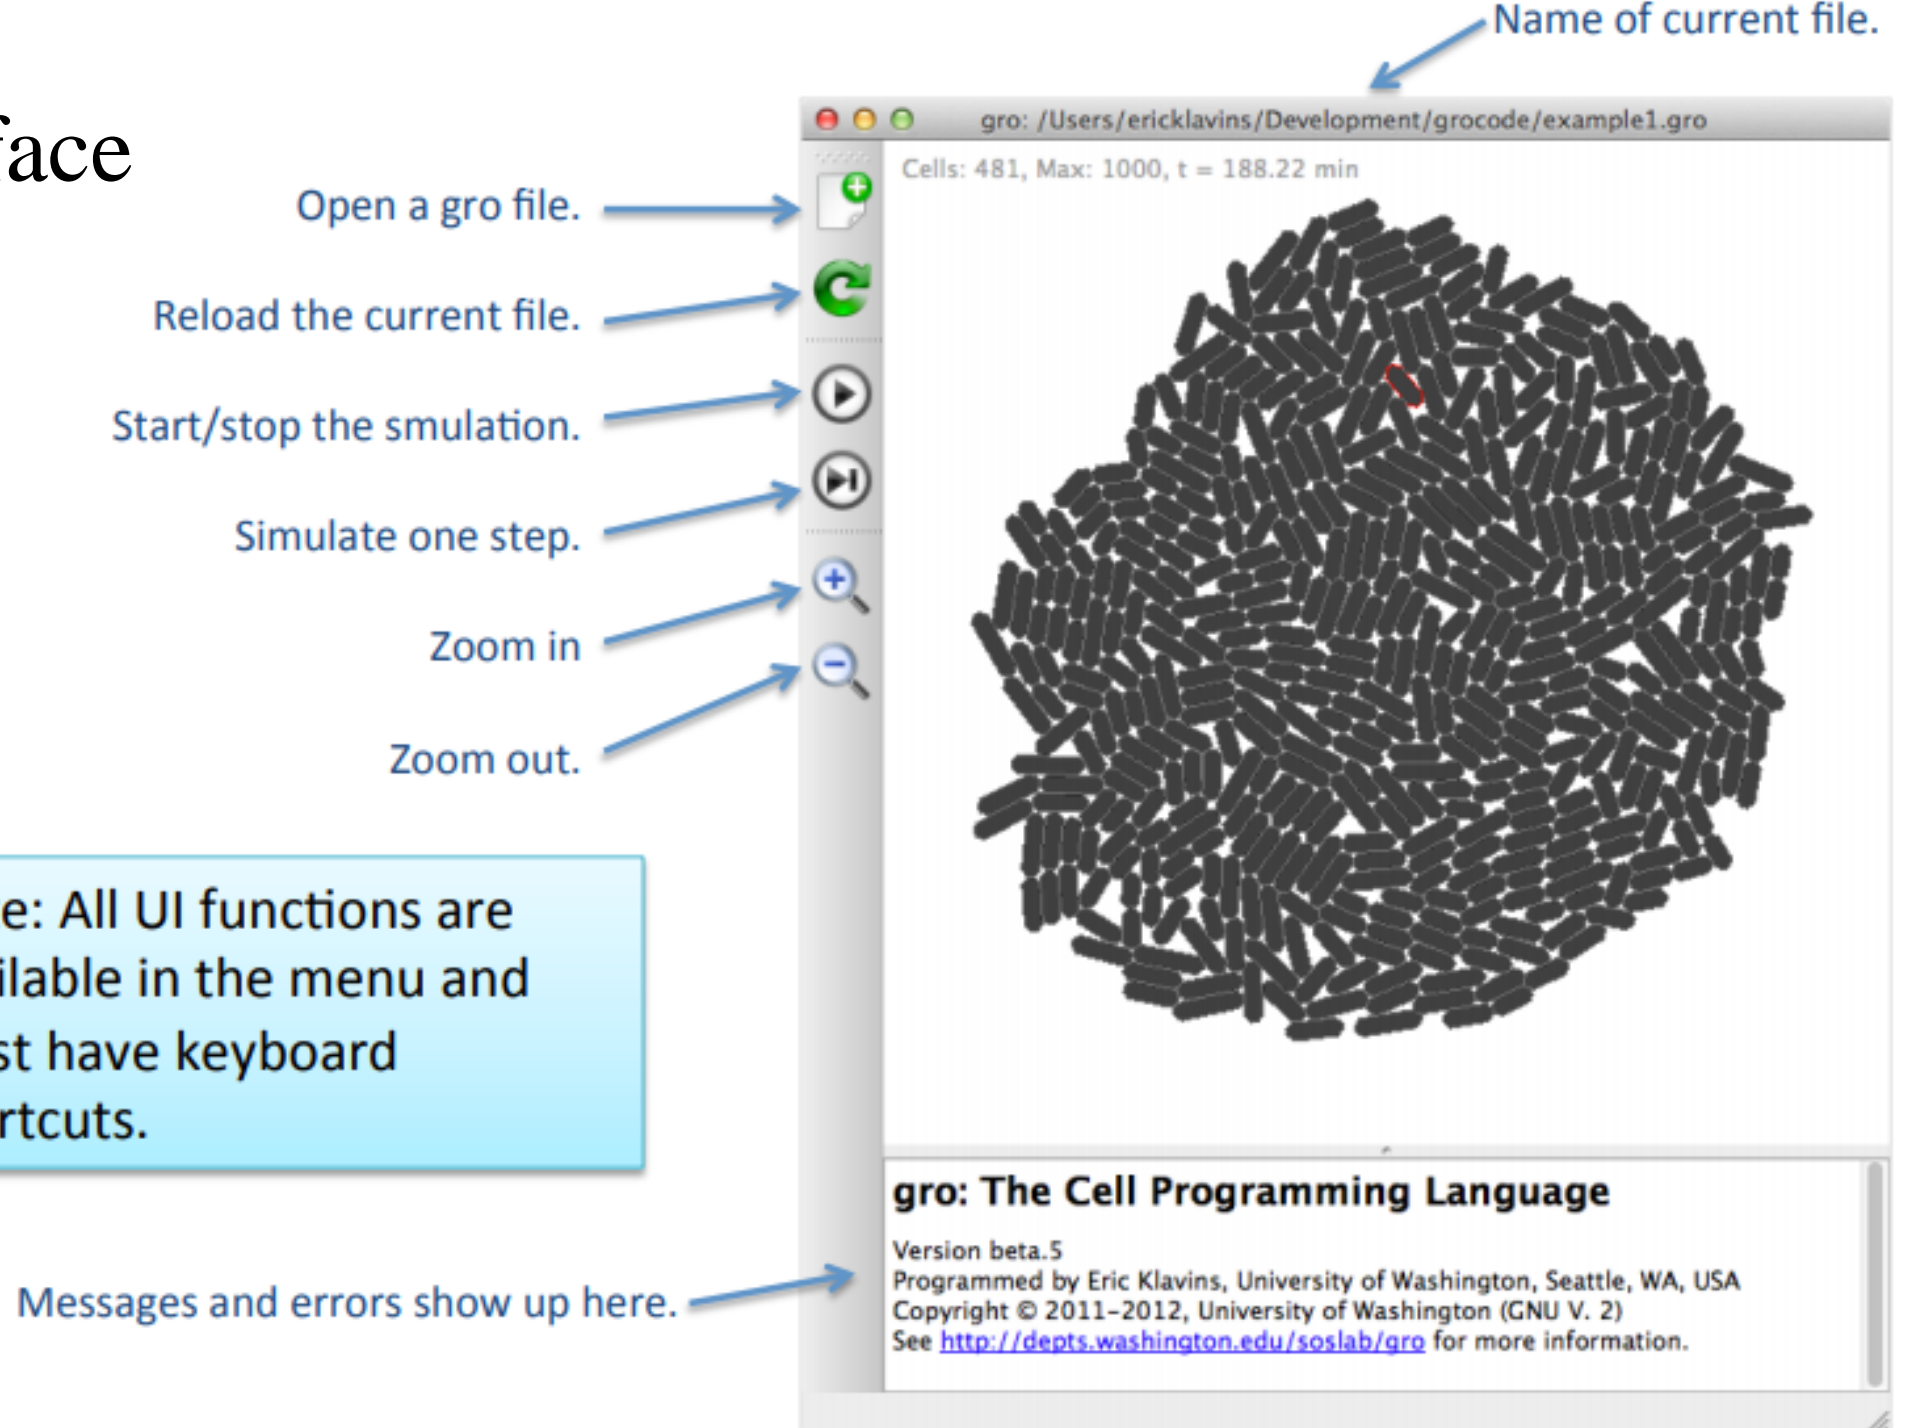 Name of current file.
face
gro: /Users/ericklavins/Development/grocode/example1.gro
Cells: 481, Max: 1000, t = 188.22 min
Open a gro file.
Reload the current file.
Start/stop the smulation.
Simulate one step.
Zoom in
Zoom out.
e: All UI functions are
ilable in the menu and
st have keyboard
rtcuts.
gro: The Cell Programming Language
Version beta.5
Programmed by Eric Klavins, University of Washington, Seattle, WA, USA
Copyright © 2011-2012, University of Washington (GNU V. 2)
See http://depts.washington.edu/soslab/gro for more information.
Messages and errors show up here.